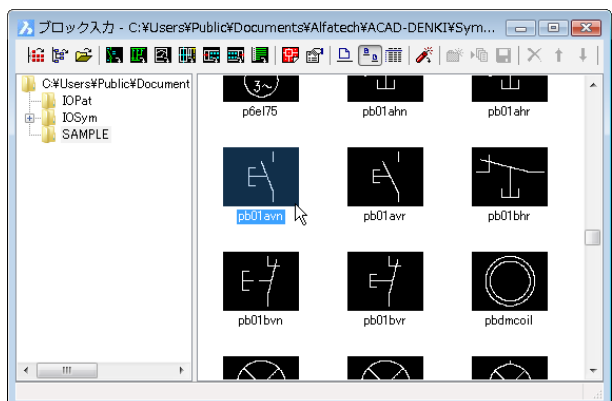 ブロック入力 - C:¥Users¥Public¥Documents¥Alfatech¥ACAD-DENKI¥Sym...
C:¥Users¥Public¥Document
IOPat
IOSym
SAMPLE
3~
p6el75
pb01ahn
pb01ahr
pb01avn
pb01avr
pb01bhr
pb01bvn
pb01bvr
pbdmcoil